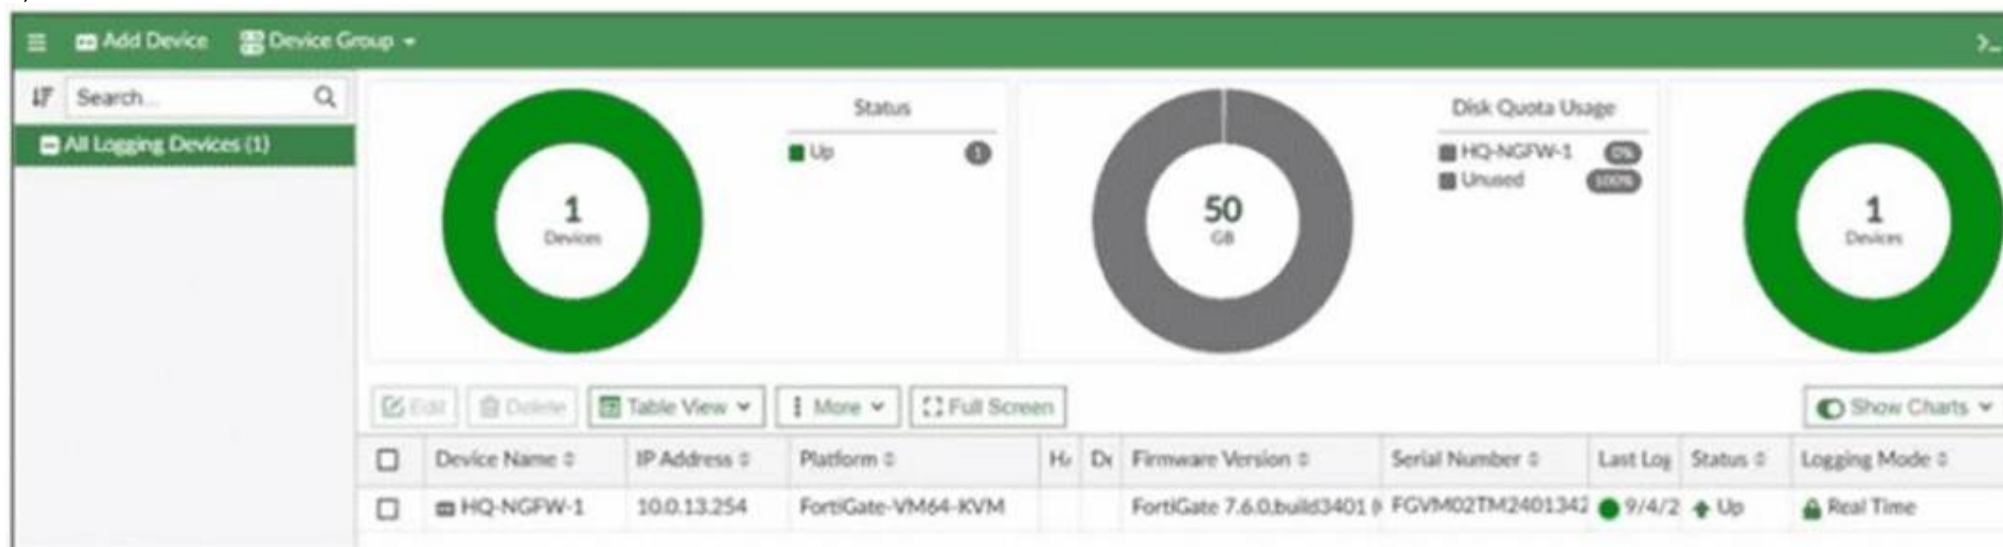 Add Device Device Group
Search...
All Logging Devices (1)
1
Devices
Status
Up 1
50
GB
Disk Quota Usage
HQ-NGFW-1 0%
Unused 100%
1
Devices
Edit Delete Table View More Full Screen Show Charts
Device Name IP Address Platform Firmware Version Serial Number Last Log Status Logging Mode
HQ-NGFW-1 10.0.13.254 FortiGate-VM64-KVM FortiGate 7.6.0,build3401 FGVM02TM2401342 9/4/2 Up Real Time